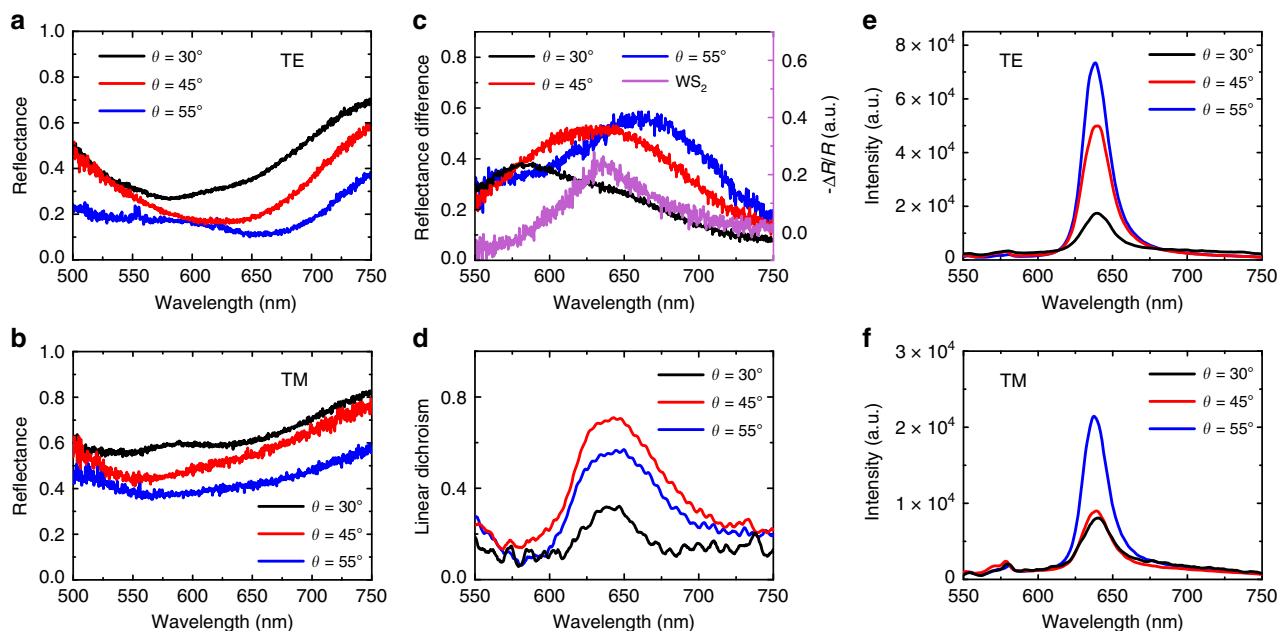 a
1.0
0.8
0.6
0.4
0.2
0.0
Reflectance
θ = 30°
θ = 45°
θ = 55°
TE
500 550 600 650 700 750
Wavelength (nm)
b
1.0
0.8
0.6
0.4
0.2
0.0
Reflectance
TM
θ = 30°
θ = 45°
θ = 55°
500 550 600 650 700 750
Wavelength (nm)
c
0.8
0.6
0.4
0.2
0.0
Reflectance difference
θ = 30°
θ = 45°
θ = 55°
WS₂
0.6
0.4
0.2
0.0
-ΔR/R (a.u.)
550 600 650 700 750
Wavelength (nm)
d
0.8
0.4
0.0
Linear dichroism
θ = 30°
θ = 45°
θ = 55°
550 600 650 700 750
Wavelength (nm)
e
8 × 10⁴
6 × 10⁴
4 × 10⁴
2 × 10⁴
0
Intensity (a.u.)
TE
θ = 30°
θ = 45°
θ = 55°
550 600 650 700 750
Wavelength (nm)
f
3 × 10⁴
2 × 10⁴
1 × 10⁴
0
Intensity (a.u.)
TM
θ = 30°
θ = 45°
θ = 55°
550 600 650 700 750
Wavelength (nm)